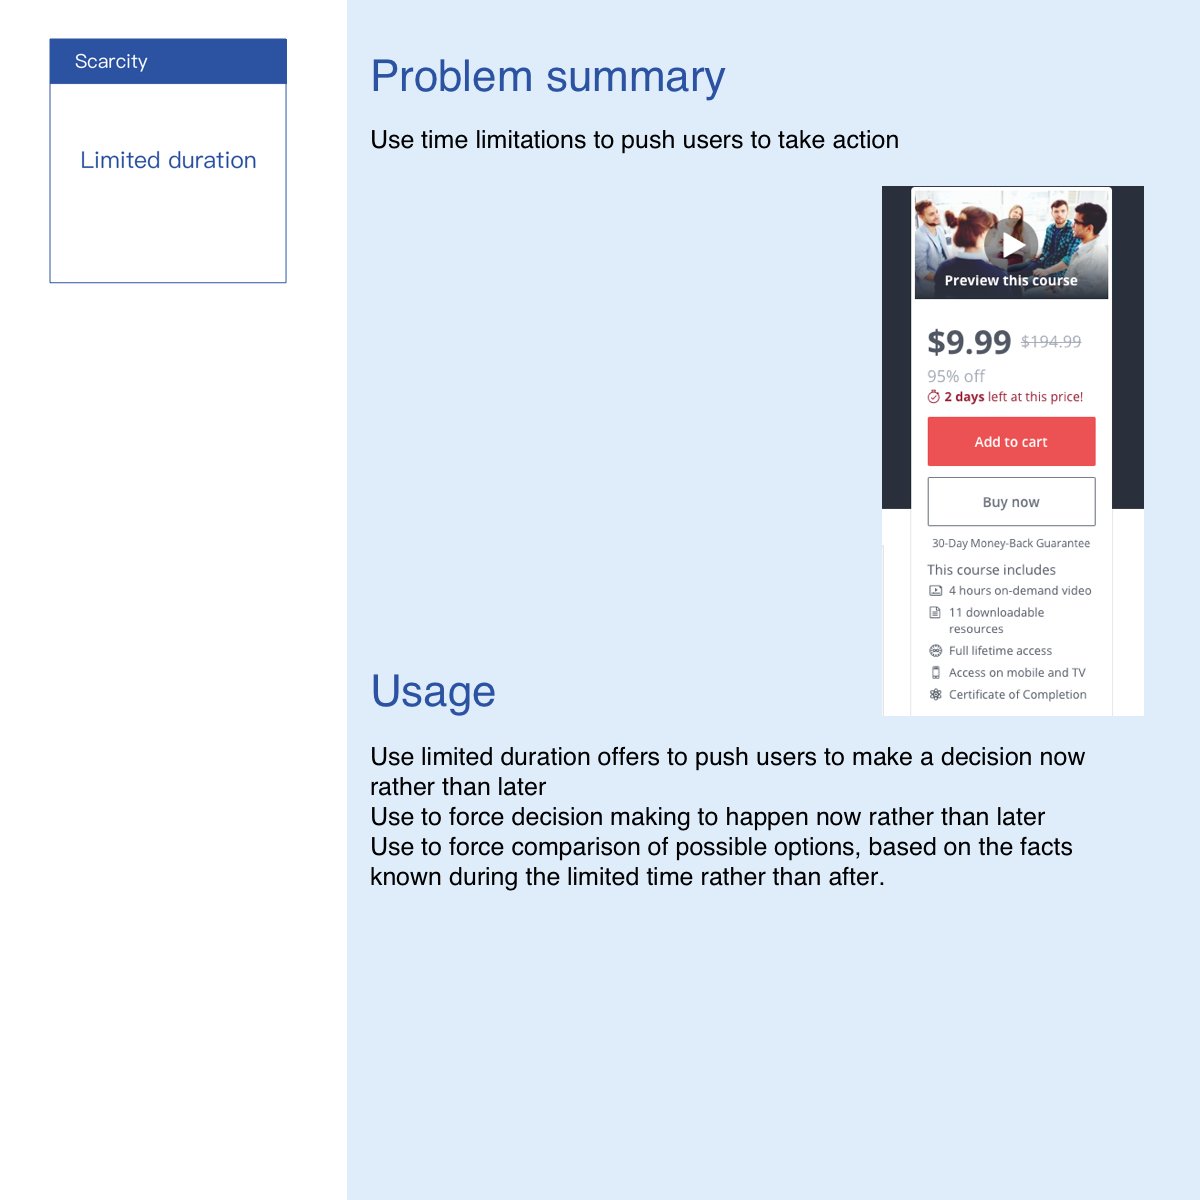 Scarcity
Limited duration
Problem summary
Use time limitations to push users to take action
Preview this course
$9.99 $194.99
95% off
2 days left at this price!
Add to cart
Buy now
30-Day Money-Back Guarantee
This course includes
4 hours on-demand video
11 downloadable
resources
Full lifetime access
Access on mobile and TV
Certificate of Completion
Usage
Use limited duration offers to push users to make a decision now
rather than later
Use to force decision making to happen now rather than later
Use to force comparison of possible options, based on the facts
known during the limited time rather than after.